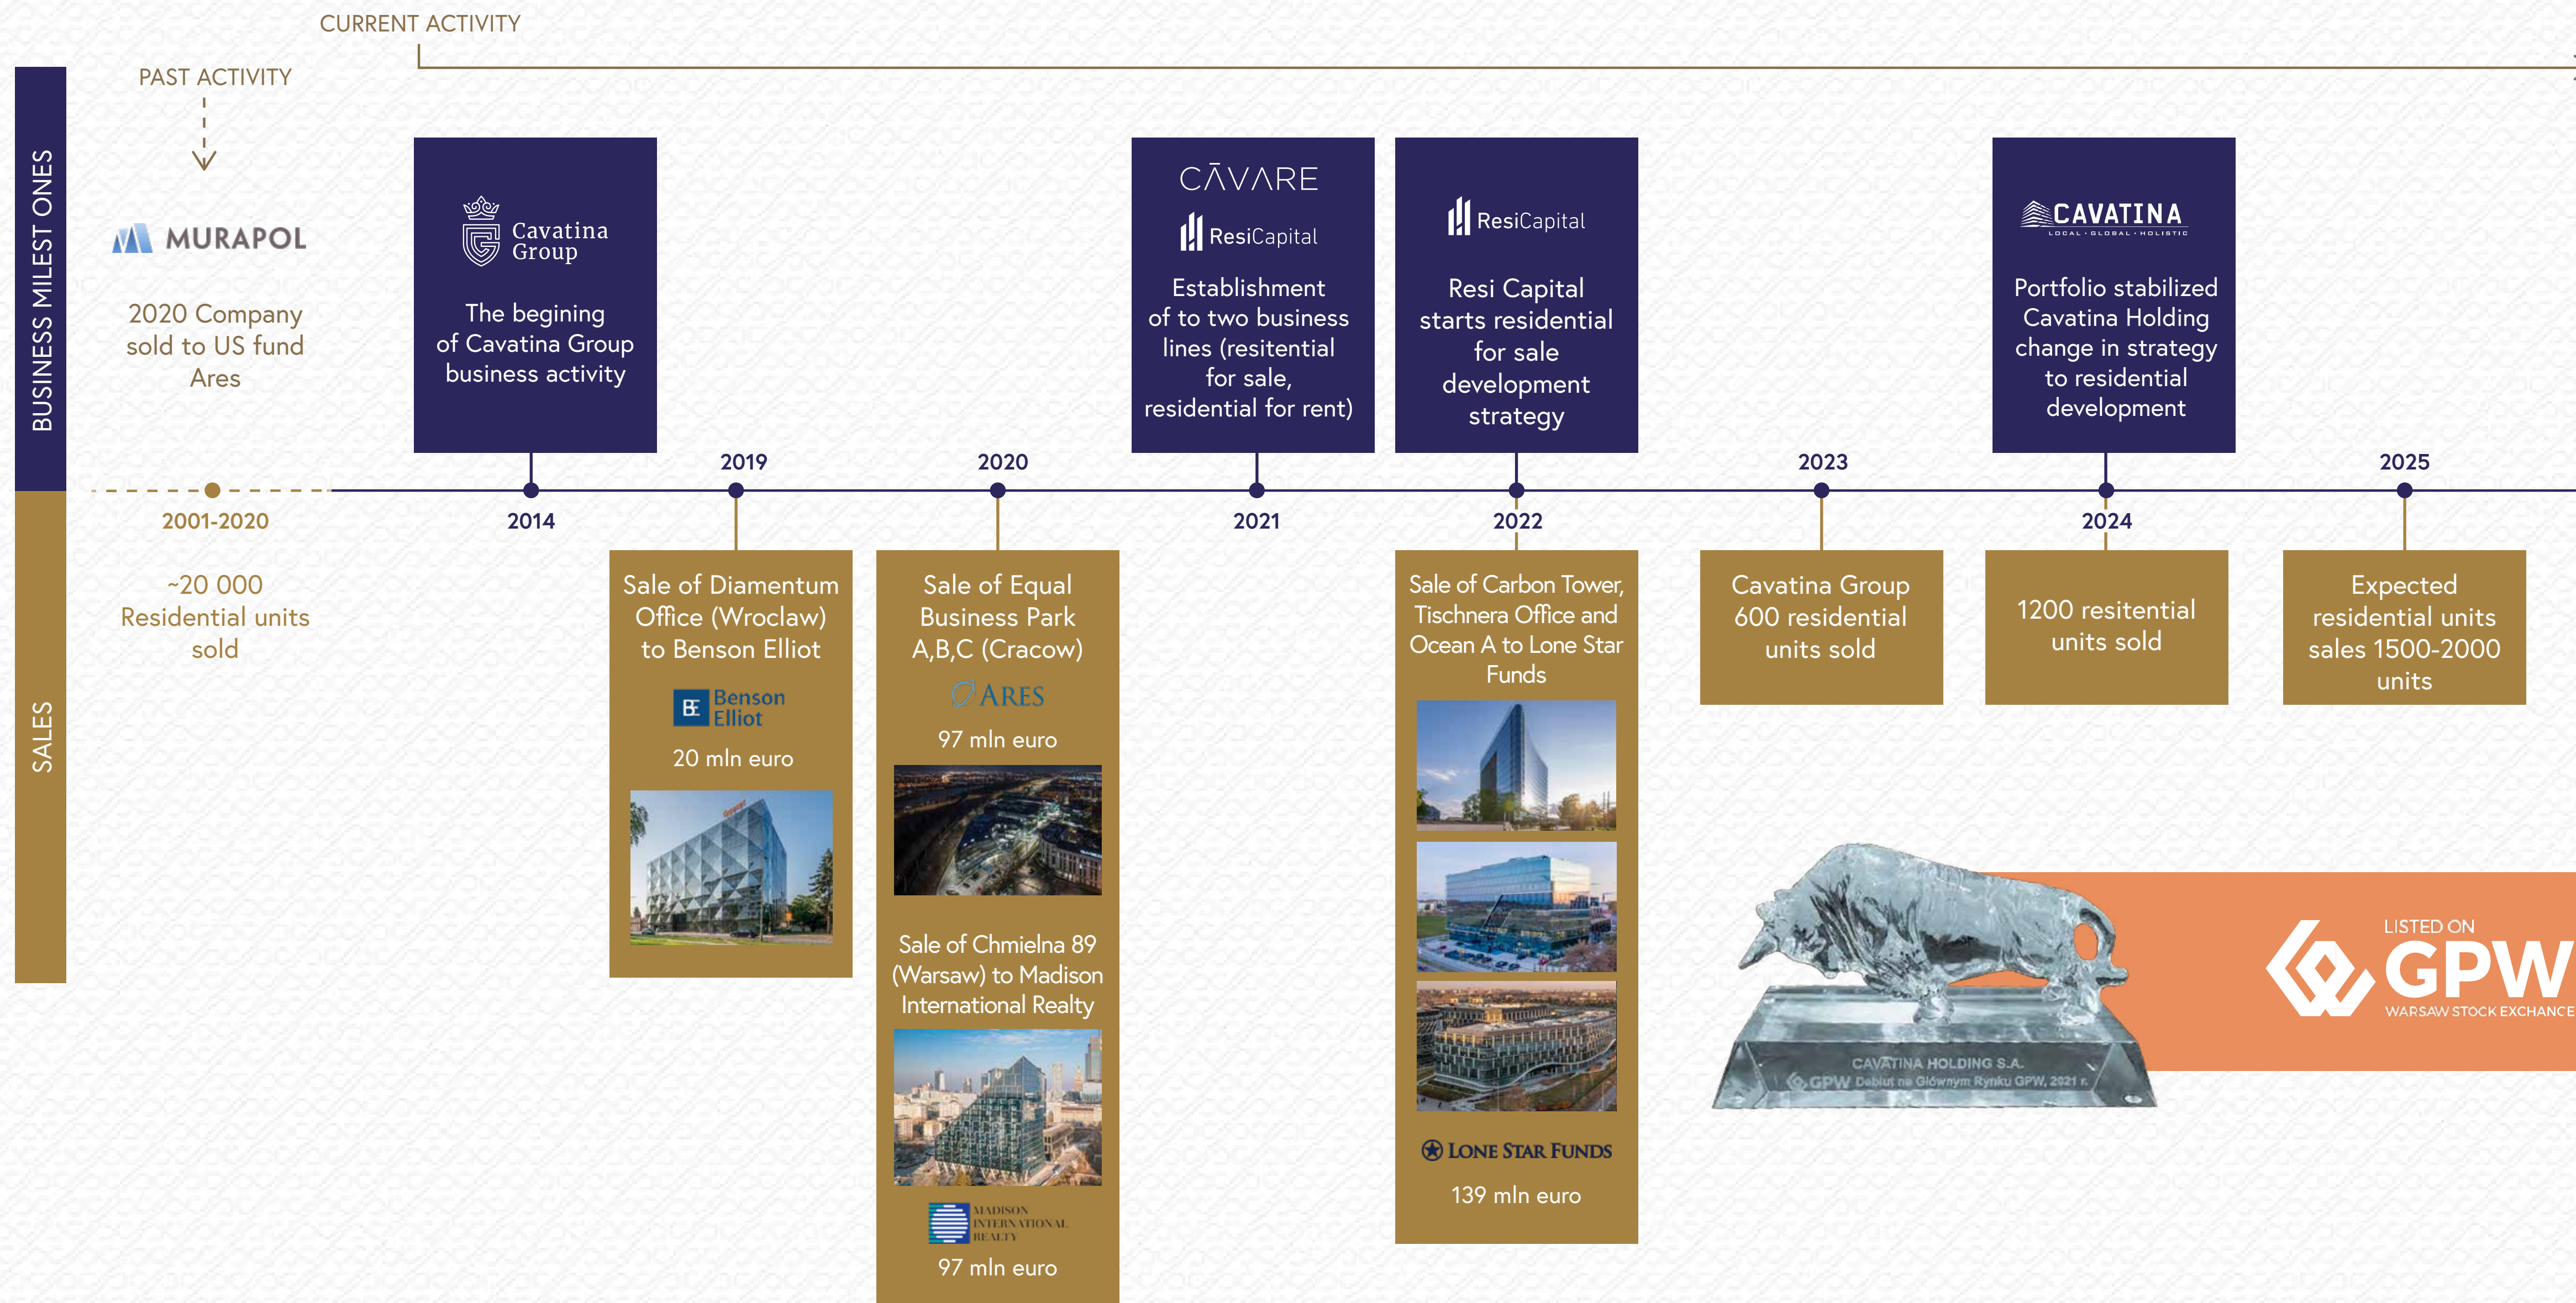 CURRENT ACTIVITY
PAST ACTIVITY
BUSINESS MILEST ONES
MURAPOL
2020 Company
sold to US fund
Ares
Cavatina
Group
The begining
of Cavatina Group
business activity
CĀVARE
ResiCapital
Establishment
of to two business
lines (resitential
for sale,
residential for rent)
ResiCapital
Resi Capital
starts residential
for sale
development
strategy
CAVATINA
LOCAL · GLOBAL · HOLISTIC
Portfolio stabilized
Cavatina Holding
change in strategy
to residential
development
2001-2020
2014
2019
2020
2021
2022
2023
2024
2025
SALES
~20 000
Residential units
sold
Sale of Diamentum
Office (Wroclaw)
to Benson Elliot
BE
Benson
Elliot
20 mln euro
Sale of Equal
Business Park
A,B,C (Cracow)
ARES
97 mln euro
Sale of Chmielna 89
(Warsaw) to Madison
International Realty
MADISON
INTERNATIONAL
REALTY
97 mln euro
Sale of Carbon Tower,
Tischnera Office and
Ocean A to Lone Star
Funds
LONE STAR FUNDS
139 mln euro
Cavatina Group
600 residential
units sold
1200 resitential
units sold
Expected
residential units
sales 1500-2000
units
CAVATINA HOLDING S.A.
GPW Debiut na Głównym Rynku GPW, 2021 r.
LISTED ON
GPW
WARSAW STOCK EXCHANGE